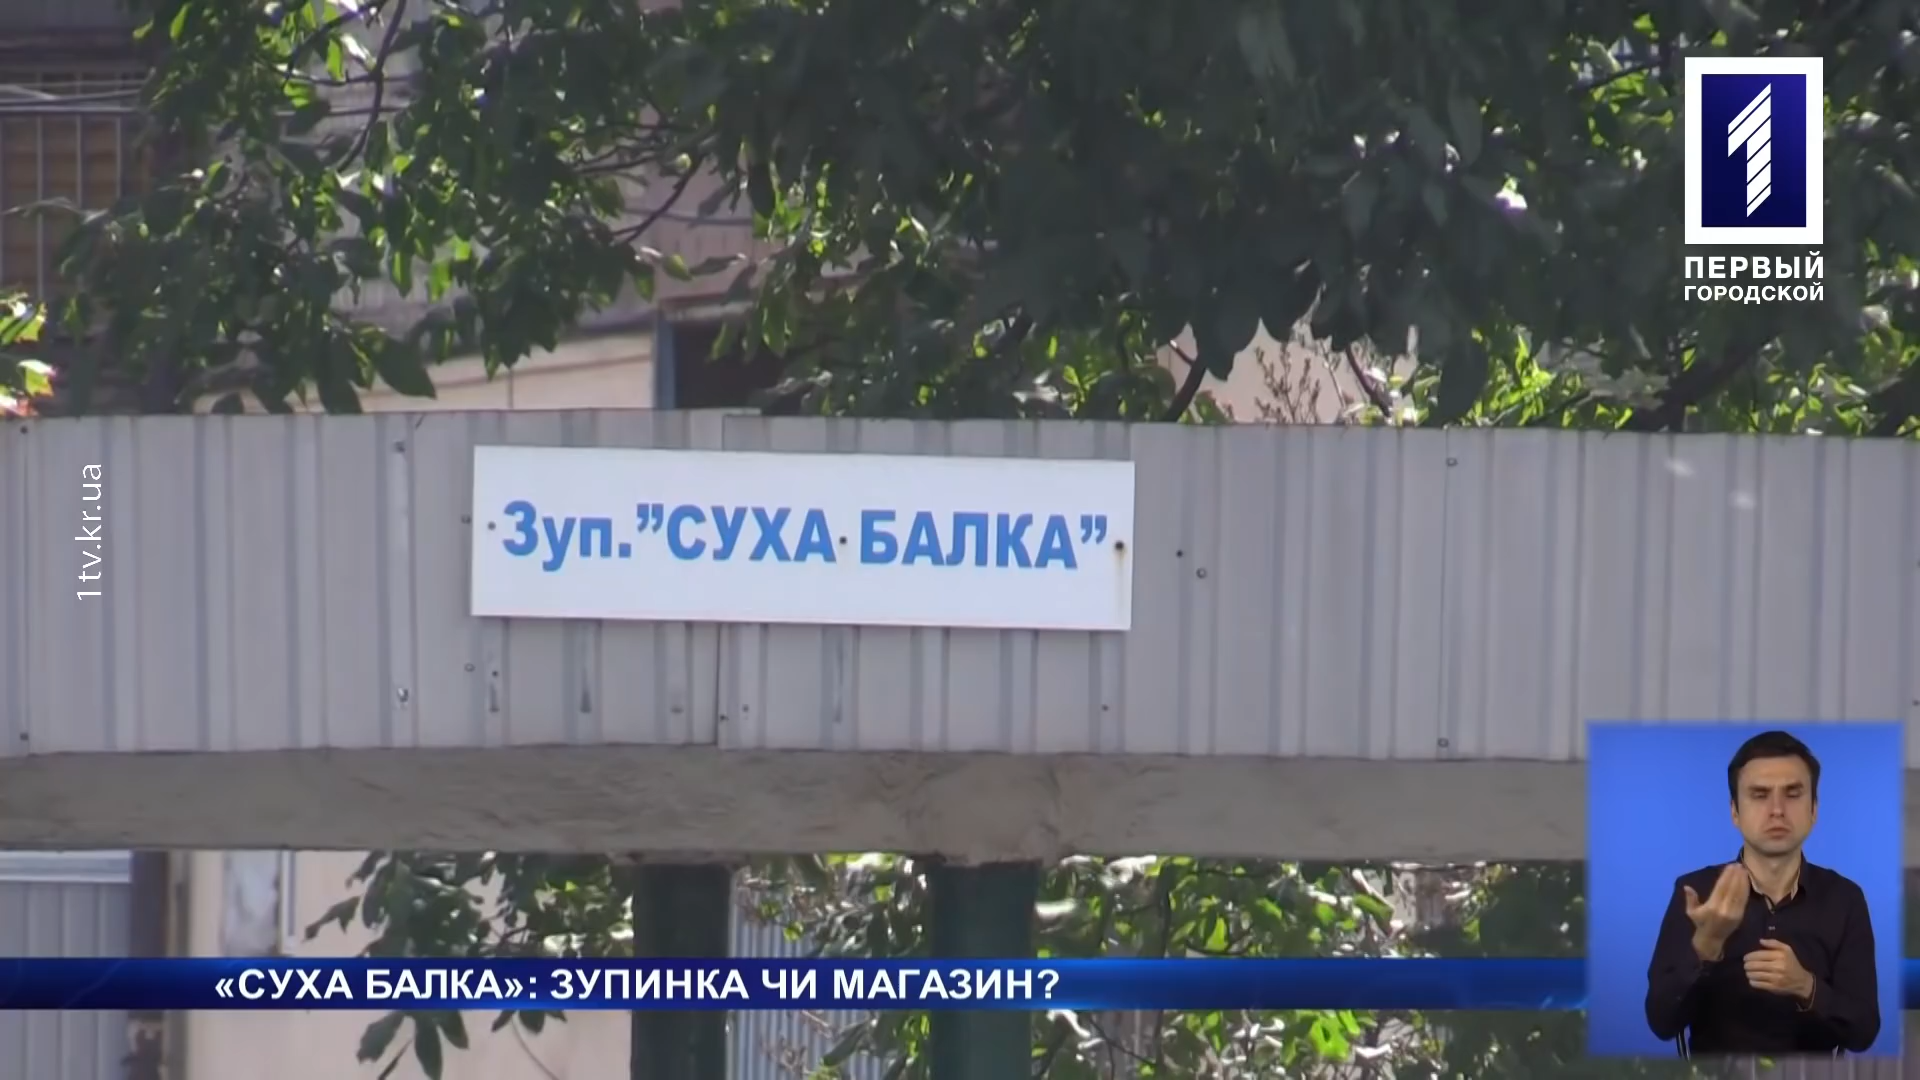 ПЕРВЫЙ
ГОРОДСКОЙ
1tv.kr.ua
Зуп."СУХА БАЛКА"
«СУХА БАЛКА»: ЗУПИНКА ЧИ МАГАЗИН?